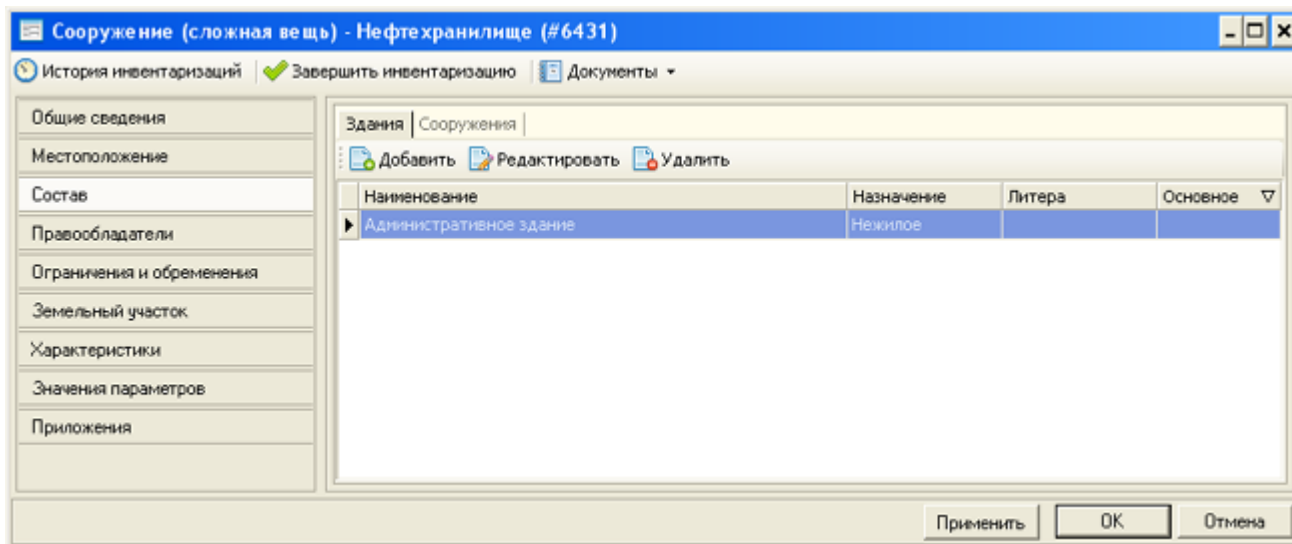 Сооружение (сложная вещь) - Нефтехранилище (#6431)
История инвентаризаций Завершить инвентаризацию Документы
Общие сведения
Местоположение
Состав
Правообладатели
Ограничения и обременения
Земельный участок
Характеристики
Значения параметров
Приложения
Здания Сооружения
Добавить Редактировать Удалить
Наименование Назначение Литера Основное
Административное здание Нежилое
Применить OK Отмена